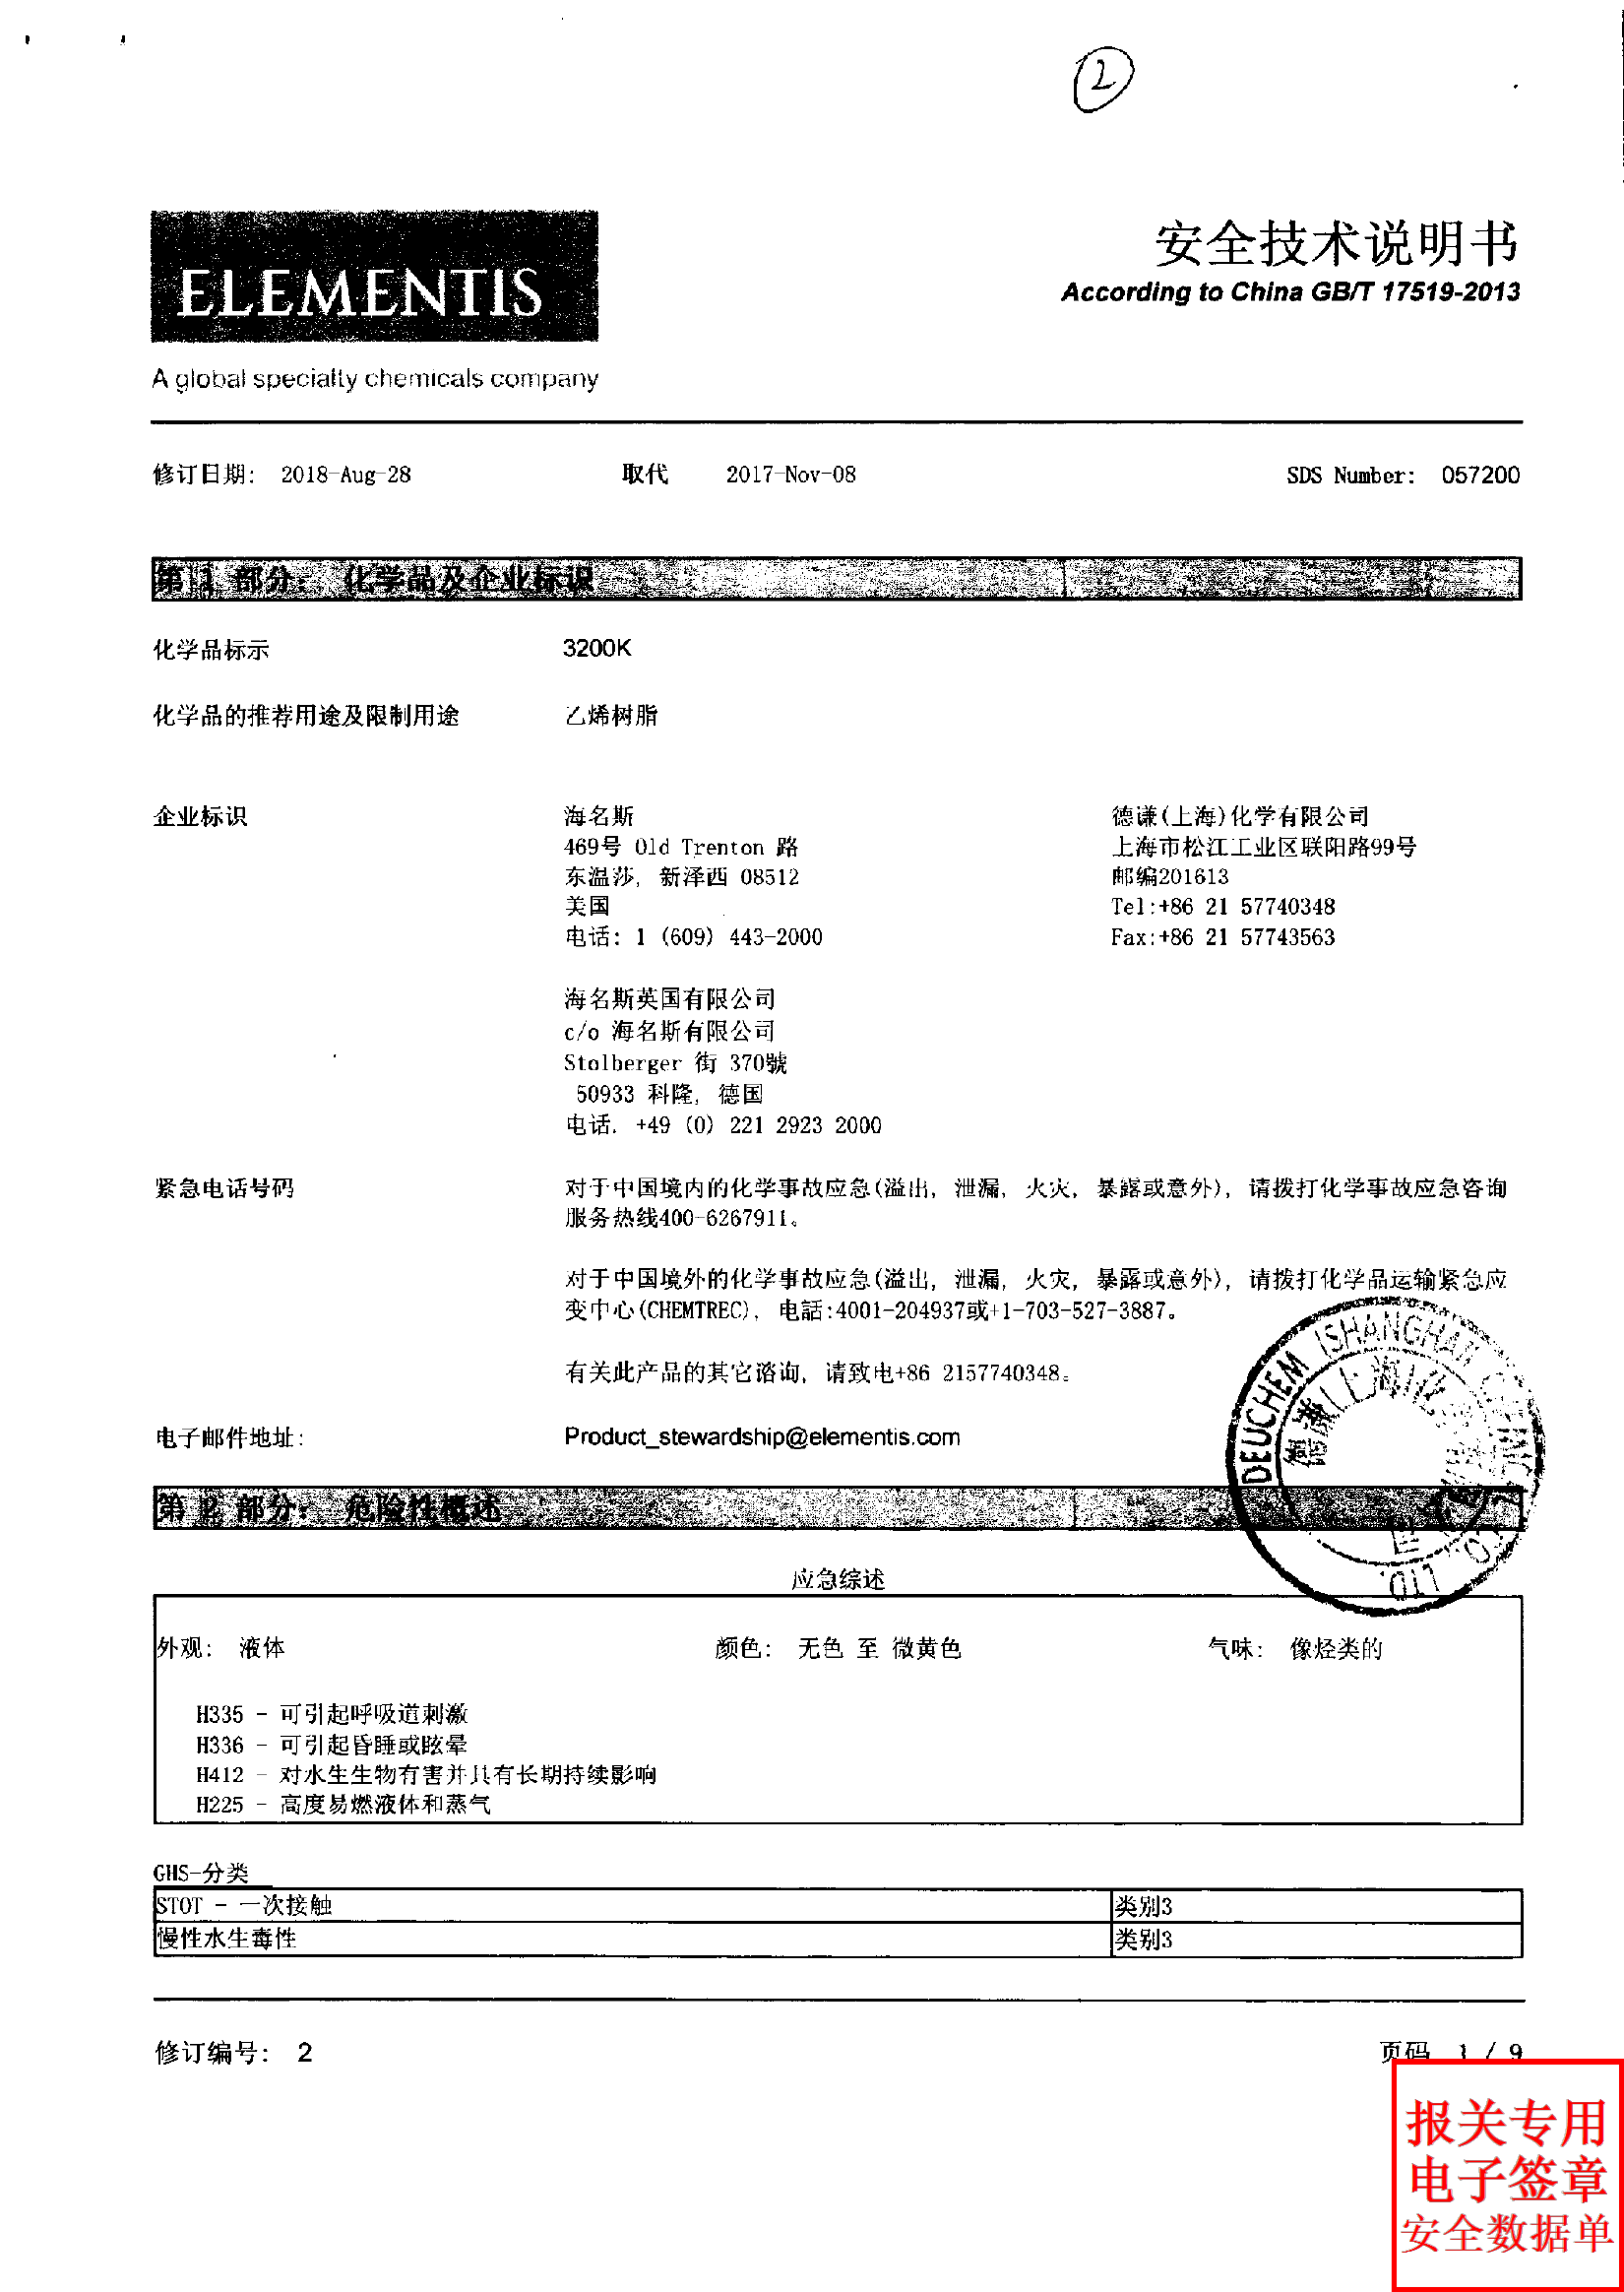 2
ELEMENTIS
安全技术说明书
According to China GB/T 17519-2013
A global specialty chemicals company
修订日期: 2018-Aug-28 取代 2017-Nov-08 SDS Number: 057200
第 1 部分: 化学品及企业标识
化学品标示 3200K
化学品的推荐用途及限制用途 乙烯树脂
企业标识 海名斯 德谦(上海)化学有限公司
469号 Old Trenton 路 上海市松江工业区联阳路99号
东温莎, 新泽西 08512 邮编201613
美国 Tel:+86 21 57740348
电话: 1 (609) 443-2000 Fax:+86 21 57743563
海名斯英国有限公司
c/o 海名斯有限公司
Stolberger 街 370號
50933 科隆, 德国
电话. +49 (0) 221 2923 2000
紧急电话号码 对于中国境内的化学事故应急(溢出, 泄漏, 火灾, 暴露或意外), 请拨打化学事故应急咨询
服务热线400-6267911。
对于中国境外的化学事故应急(溢出, 泄漏, 火灾, 暴露或意外), 请拨打化学品运输紧急应
变中心(CHEMTREC), 电話:4001-204937或+1-703-527-3887。
有关此产品的其它谘询, 请致电+86 2157740348。
电子邮件地址: Product_stewardship@elementis.com
DEUCHEM (SHANGHAI) CHEMICAL CO., LTD.
德谦(上海)化
司
第 2 部分: 危险性概述
应急综述
外观: 液体 颜色: 无色 至 微黄色 气味: 像烃类的
H335 - 可引起呼吸道刺激
H336 - 可引起昏睡或眩晕
H412 - 对水生生物有害并具有长期持续影响
H225 - 高度易燃液体和蒸气
GHS-分类
STOT - 一次接触 类别3
慢性水生毒性 类别3
修订编号: 2 页码 1 / 9
报关专用
电子签章
安全数据单